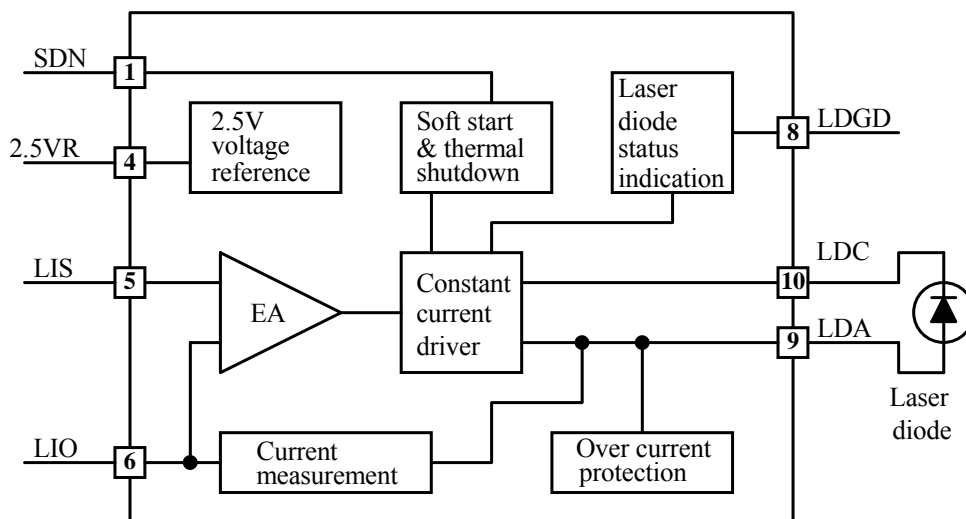 SDN
1
2.5VR
4
2.5V
voltage
reference
Soft start
& thermal
shutdown
Laser
diode
status
indication
8
LDGD
LIS
5
EA
Constant
current
driver
LDC
10
9
LDA
Laser
diode
LIO
6
Current
measurement
Over current
protection